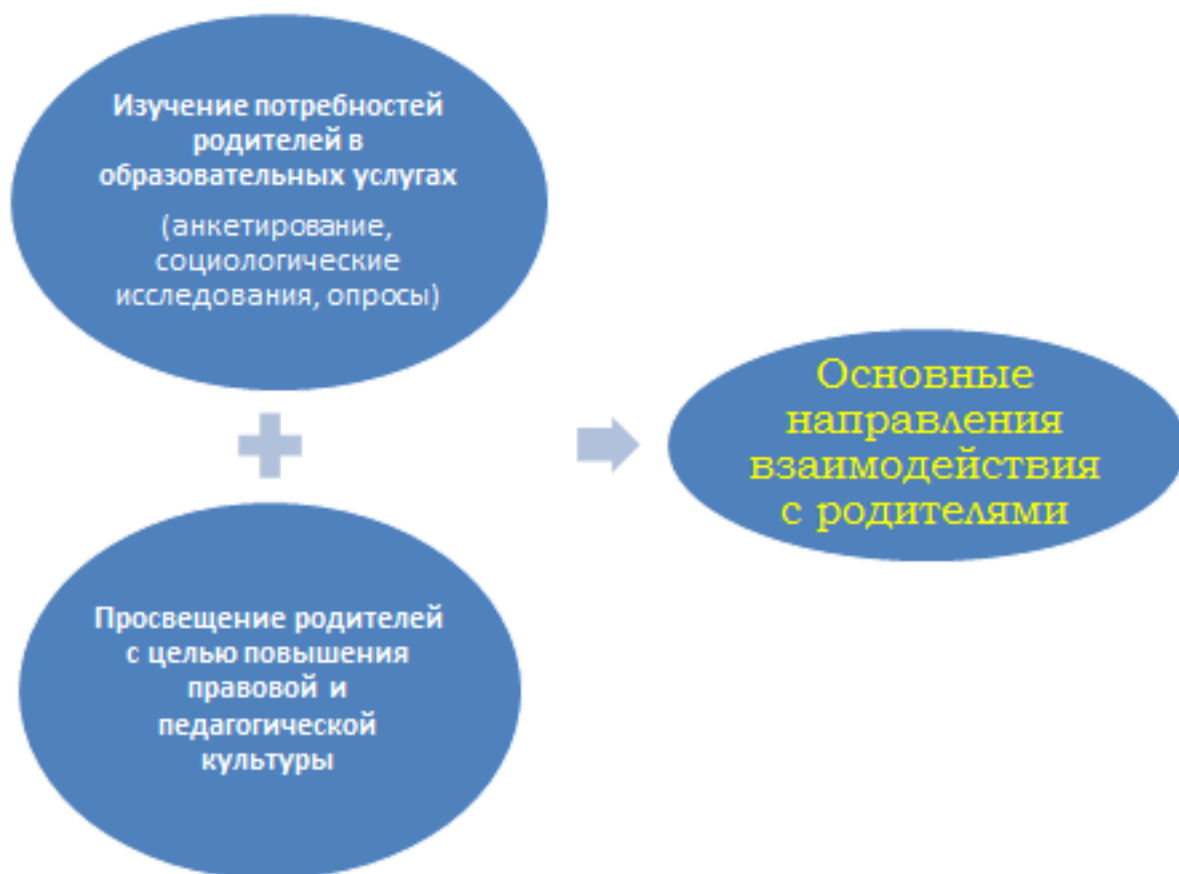 Изучение потребностей
родителей в
образовательных услугах
(анкетирование,
социологические
исследования, опросы)
Просвещение родителей
с целью повышения
правовой и
педагогической
культуры
Основные
направления
взаимодействия
с родителями